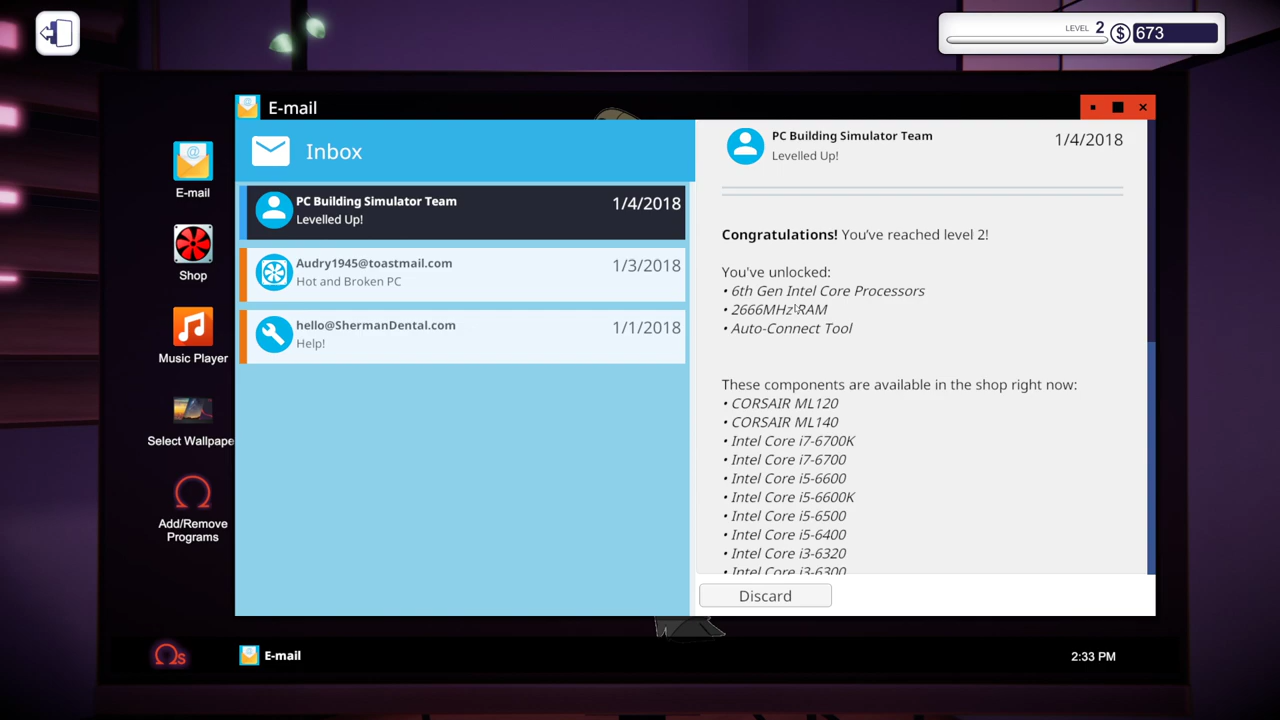 LEVEL 2
$ 673
E-mail
Inbox
PC Building Simulator Team
1/4/2018
Levelled Up!
Audry1945@toastmail.com
1/3/2018
Hot and Broken PC
hello@ShermanDental.com
1/1/2018
Help!
PC Building Simulator Team
1/4/2018
Levelled Up!
Congratulations! You've reached level 2!
You've unlocked:
• 6th Gen Intel Core Processors
• 2666MHz RAM
• Auto-Connect Tool
These components are available in the shop right now:
• CORSAIR ML120
• CORSAIR ML140
• Intel Core i7-6700K
• Intel Core i7-6700
• Intel Core i5-6600
• Intel Core i5-6600K
• Intel Core i5-6500
• Intel Core i5-6400
• Intel Core i3-6320
• Intel Core i3-6300
Discard
E-mail
Shop
Music Player
Select Wallpape
Add/Remove
Programs
Ωs
E-mail
2:33 PM